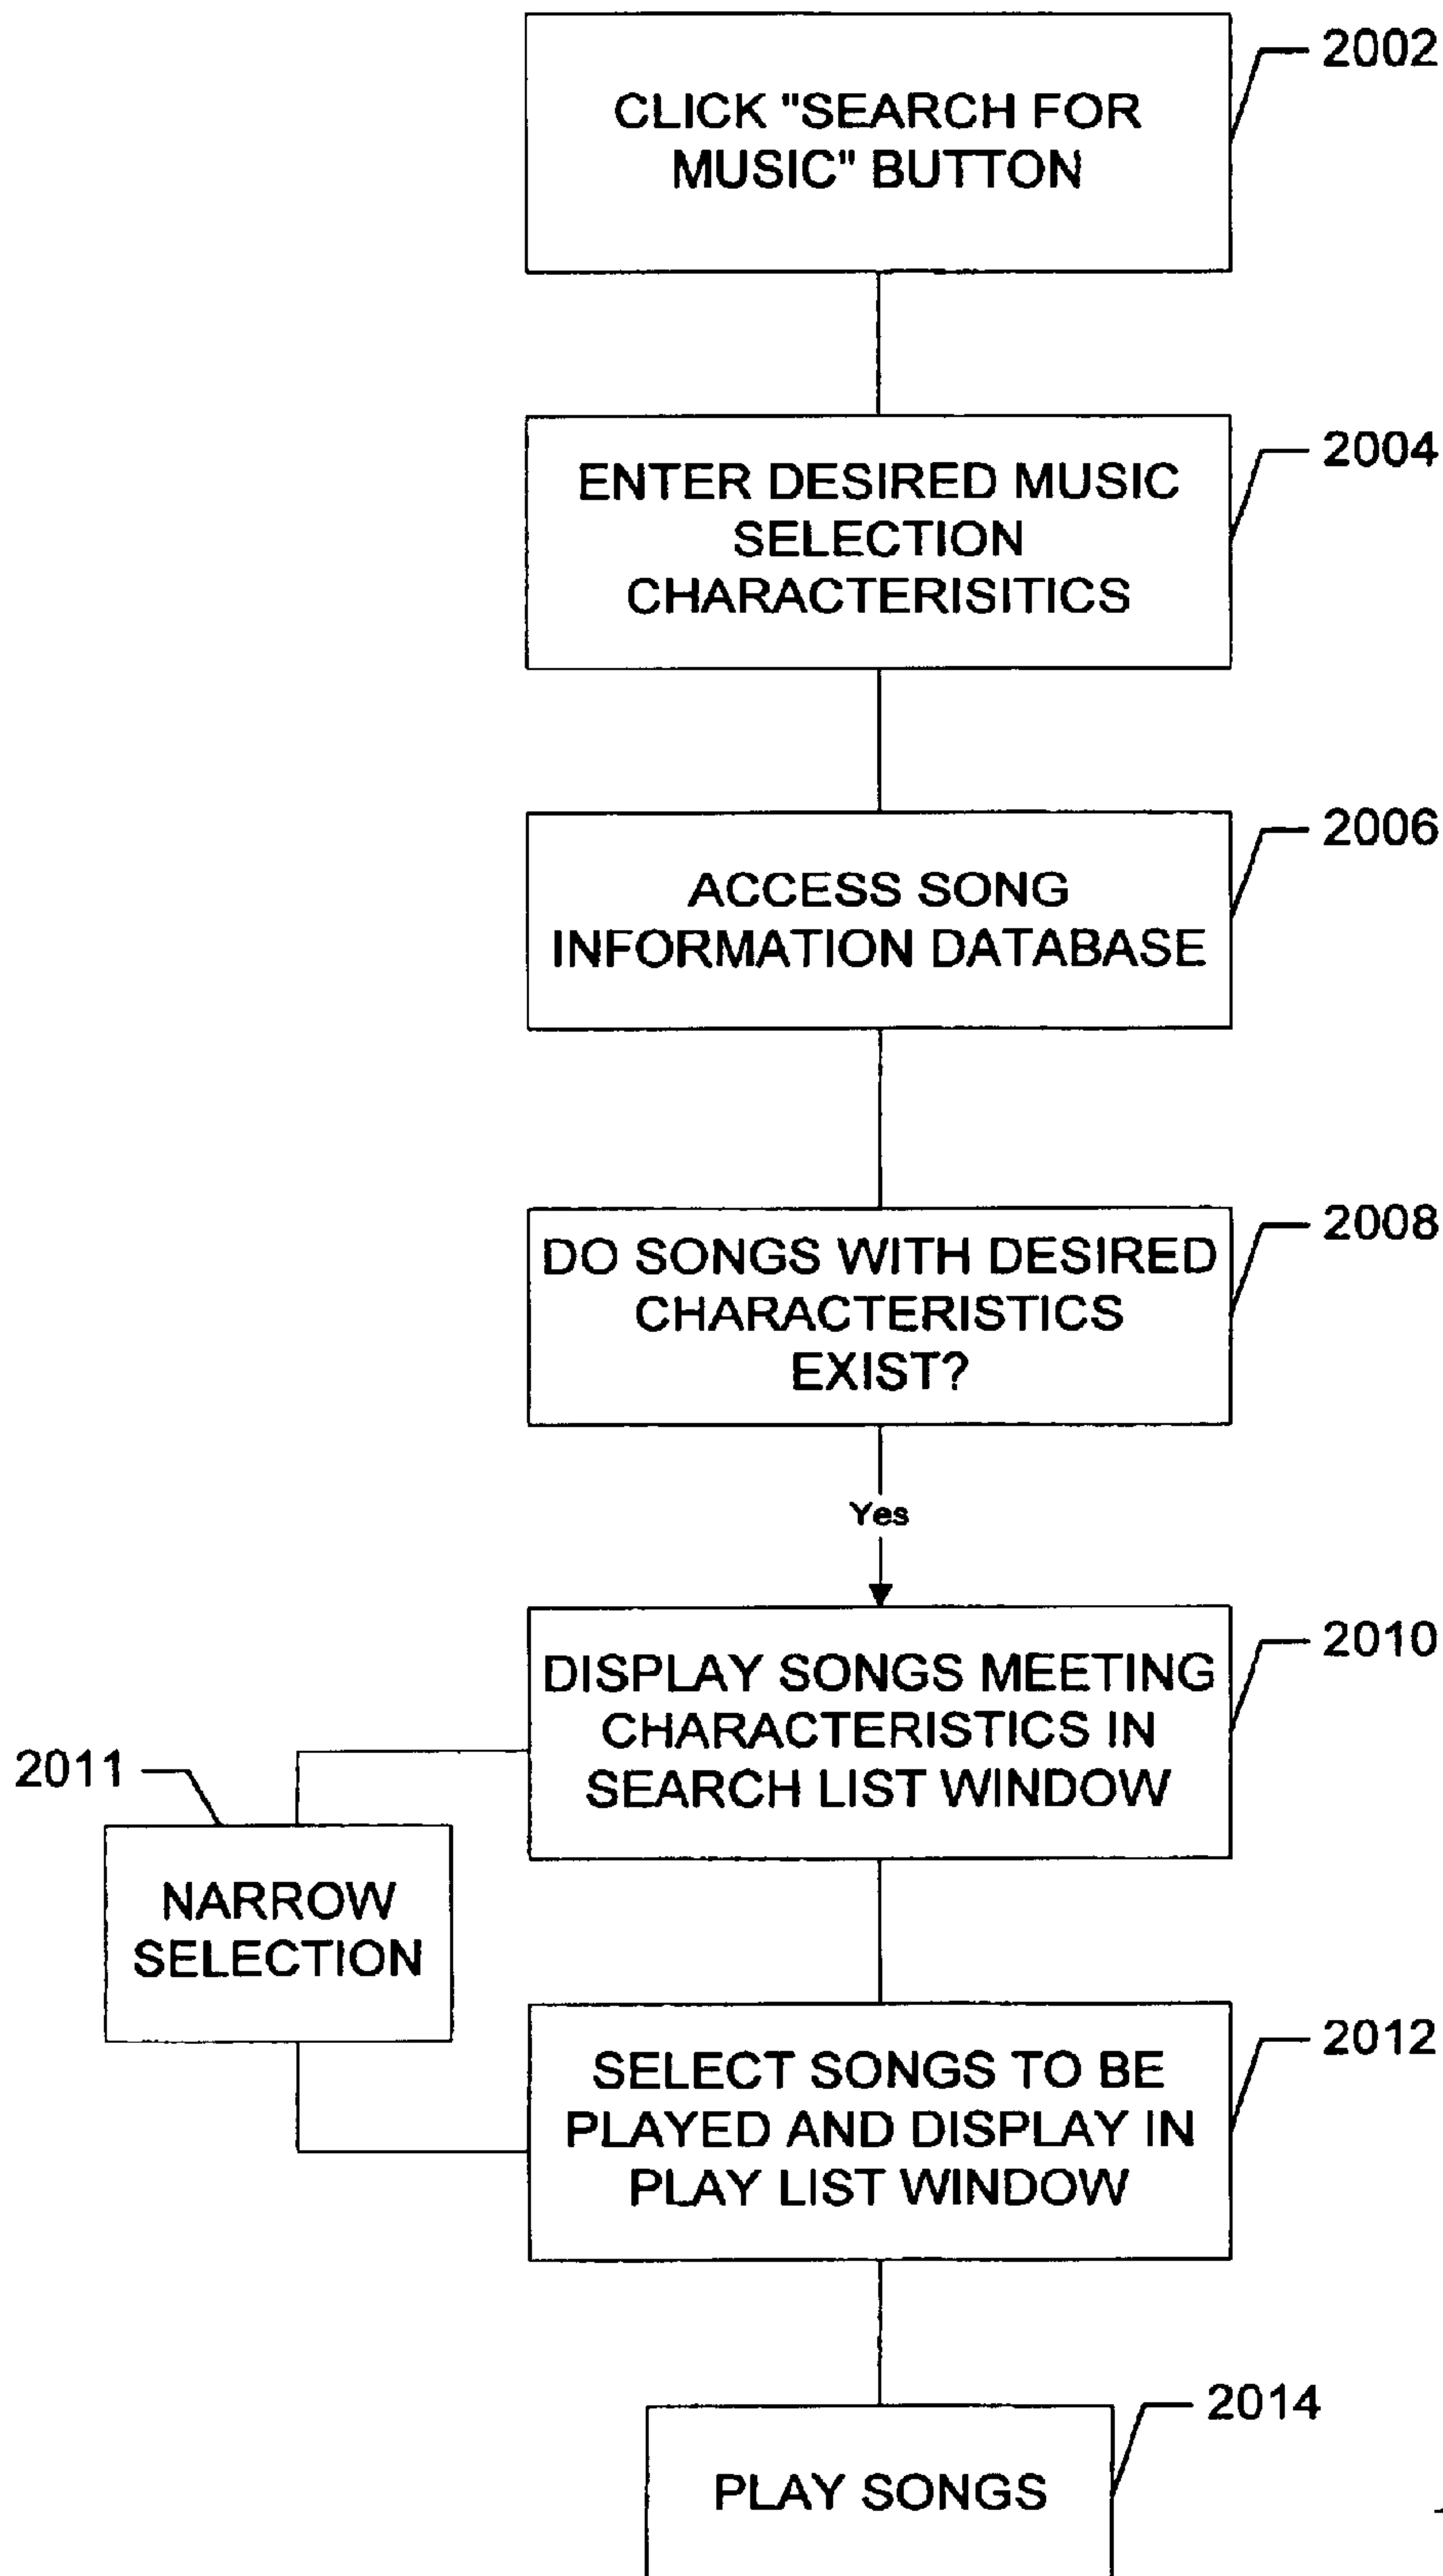 CLICK "SEARCH FOR
MUSIC" BUTTON
2002
ENTER DESIRED MUSIC
SELECTION
CHARACTERISITICS
2004
ACCESS SONG
INFORMATION DATABASE
2006
DO SONGS WITH DESIRED
CHARACTERISTICS
EXIST?
2008
Yes
DISPLAY SONGS MEETING
CHARACTERISTICS IN
SEARCH LIST WINDOW
2010
2011
NARROW
SELECTION
SELECT SONGS TO BE
PLAYED AND DISPLAY IN
PLAY LIST WINDOW
2012
PLAY SONGS
2014